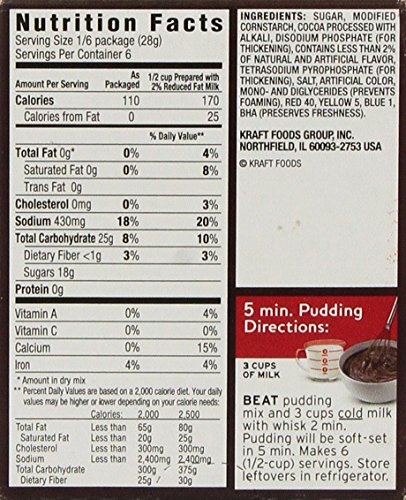 Nutrition Facts
Serving Size 1/6 package (28g)
Servings Per Container 6
Amount Per Serving As Packaged 1/2 cup Prepared with 2% Reduced Fat Milk
Calories 110 170
Calories from Fat 0 25
% Daily Value**
Total Fat 0g* 0% 4%
Saturated Fat 0g 0% 8%
Trans Fat 0g
Cholesterol 0mg 0% 3%
Sodium 430mg 18% 20%
Total Carbohydrate 25g 8% 10%
Dietary Fiber <1g 3% 3%
Sugars 18g
Protein 0g
Vitamin A 0% 4%
Vitamin C 0% 0%
Calcium 0% 15%
Iron 4% 4%
* Amount in dry mix
** Percent Daily Values are based on a 2,000 calorie diet. Your daily
values may be higher or lower depending on your calorie needs:
Calories: 2,000 2,500
Total Fat Less than 65g 80g
Saturated Fat Less than 20g 25g
Cholesterol Less than 300mg 300mg
Sodium Less than 2,400mg 2,400mg
Total Carbohydrate 300g 375g
Dietary Fiber 25g 30g
INGREDIENTS: SUGAR, MODIFIED
CORNSTARCH, COCOA PROCESSED WITH
ALKALI, DISODIUM PHOSPHATE (FOR
THICKENING), CONTAINS LESS THAN 2%
OF NATURAL AND ARTIFICIAL FLAVOR,
TETRASODIUM PYROPHOSPHATE (FOR
THICKENING), SALT, ARTIFICIAL COLOR,
MONO- AND DIGLYCERIDES (PREVENTS
FOAMING), RED 40, YELLOW 5, BLUE 1,
BHA (PRESERVES FRESHNESS).
KRAFT FOODS GROUP, INC.
NORTHFIELD, IL 60093-2753 USA
© KRAFT FOODS
5 min. Pudding
Directions:
3 CUPS
OF MILK
BEAT pudding
mix and 3 cups cold milk
with whisk 2 min.
Pudding will be soft-set
in 5 min. Makes 6
(1/2-cup) servings. Store
leftovers in refrigerator.